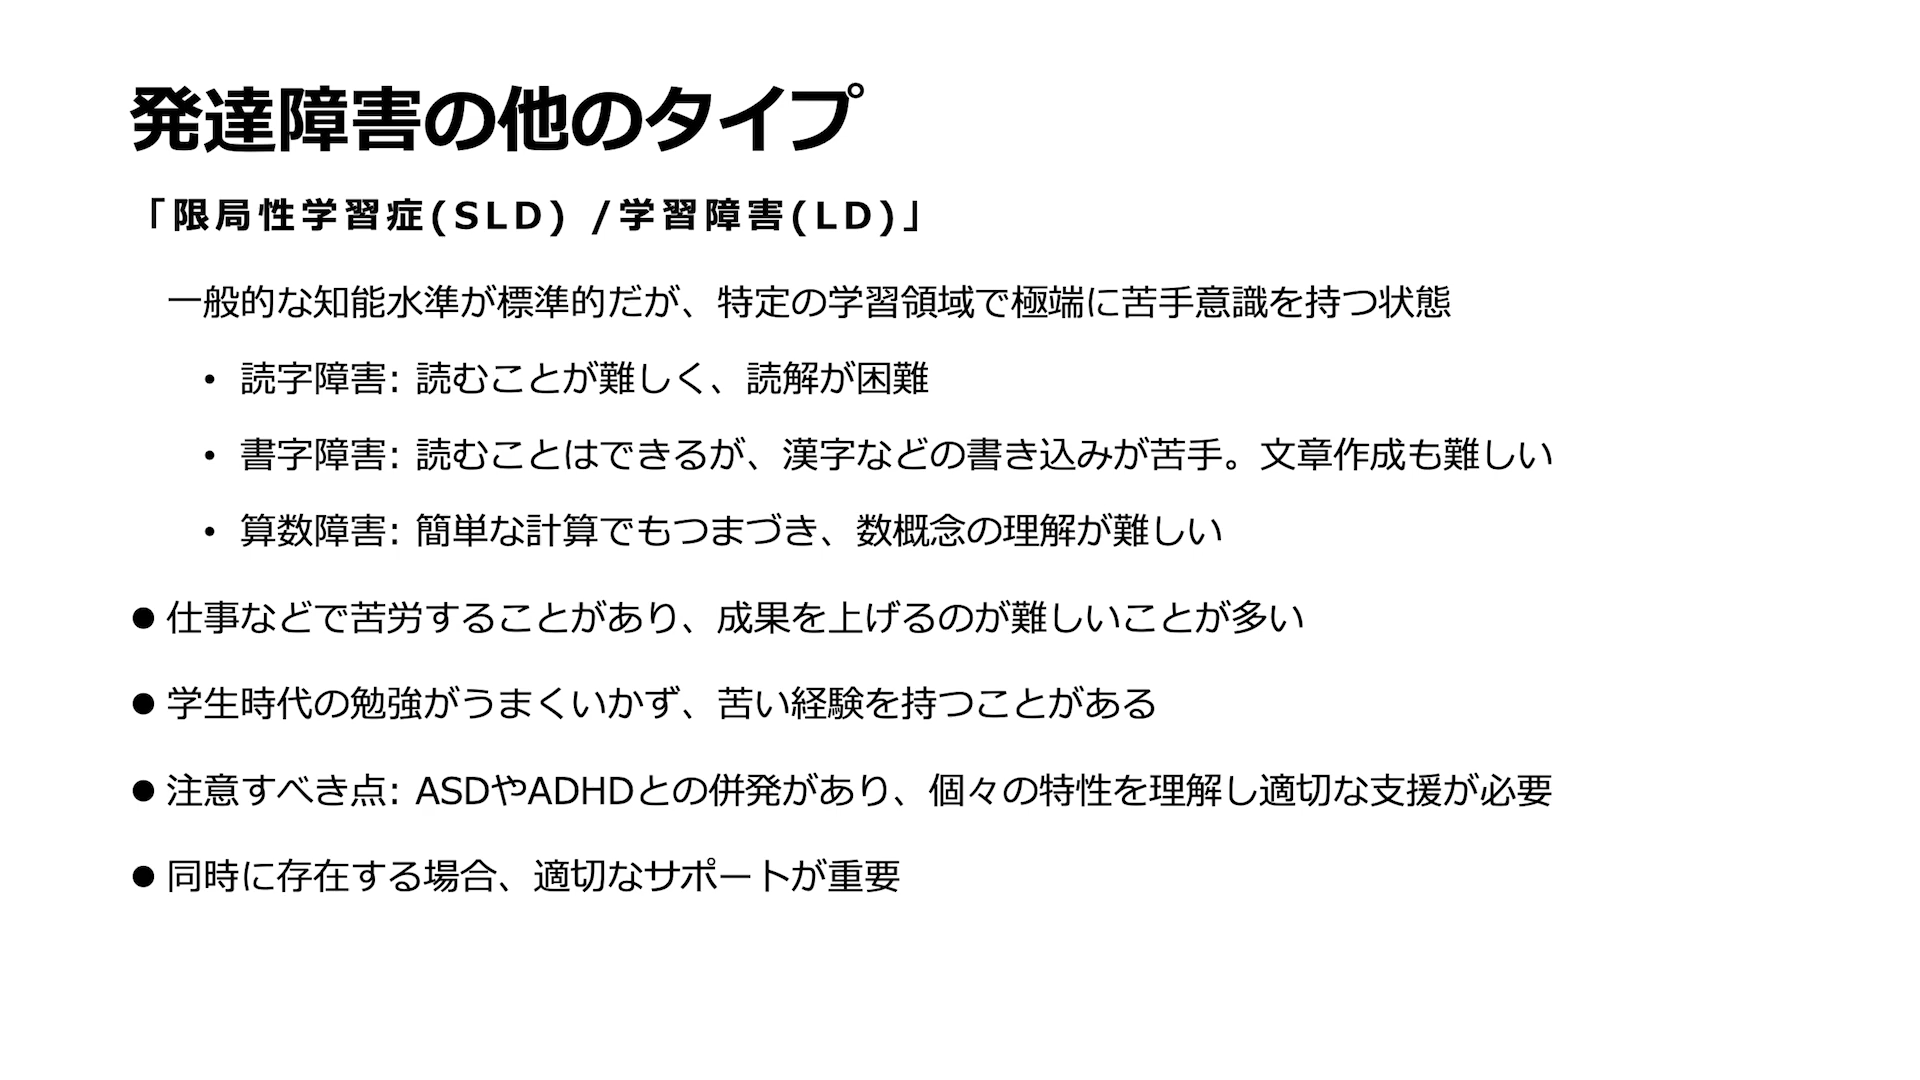 発達障害の他のタイプ
「限局性学習症(SLD) /学習障害(LD)」
一般的な知能水準が標準的だが、特定の学習領域で極端に苦手意識を持つ状態
• 読字障害: 読むことが難しく、読解が困難
• 書字障害: 読むことはできるが、漢字などの書き込みが苦手。文章作成も難しい
• 算数障害: 簡単な計算でもつまづき、数概念の理解が難しい
● 仕事などで苦労することがあり、成果を上げるのが難しいことが多い
● 学生時代の勉強がうまくいかず、苦い経験を持つことがある
● 注意すべき点: ASDやADHDとの併発があり、個々の特性を理解し適切な支援が必要
● 同時に存在する場合、適切なサポートが重要